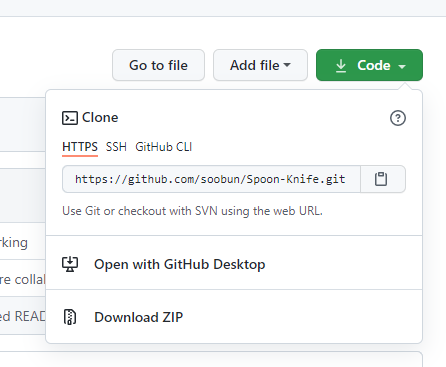 Go to file Add file Code
Clone
HTTPS SSH GitHub CLI
https://github.com/soobun/Spoon-Knife.git
Use Git or checkout with SVN using the web URL.
rking
Open with GitHub Desktop
re collab
ed READ
Download ZIP